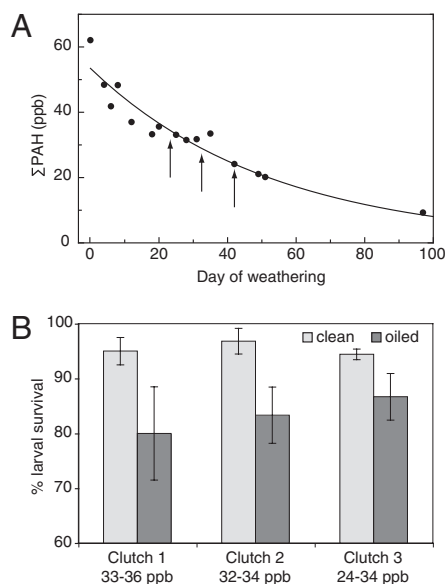 A
60
40
20
0
ΣPAH (ppb)
0 20 40 60 80 100
Day of weathering
B
100
90
80
70
60
% larval survival
clean oiled
Clutch 1 Clutch 2 Clutch 3
33-36 ppb 32-34 ppb 24-34 ppb